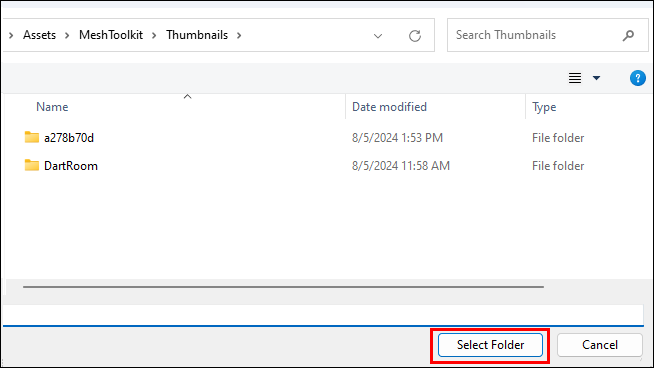 Assets > MeshToolkit > Thumbnails >
Search Thumbnails
?
Name Date modified Type
a278b70d 8/5/2024 1:53 PM File folder
DartRoom 8/5/2024 11:58 AM File folder
Select Folder Cancel